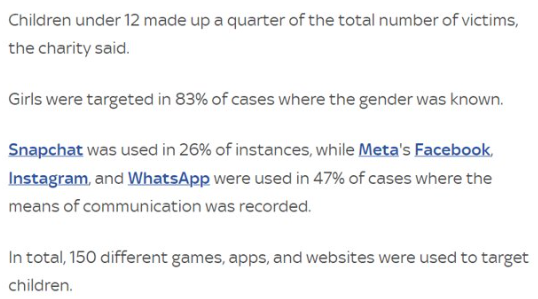 Children under 12 made up a quarter of the total number of victims,
the charity said.
Girls were targeted in 83% of cases where the gender was known.
Snapchat was used in 26% of instances, while Meta's Facebook,
Instagram, and WhatsApp were used in 47% of cases where the
means of communication was recorded.
In total, 150 different games, apps, and websites were used to target
children.